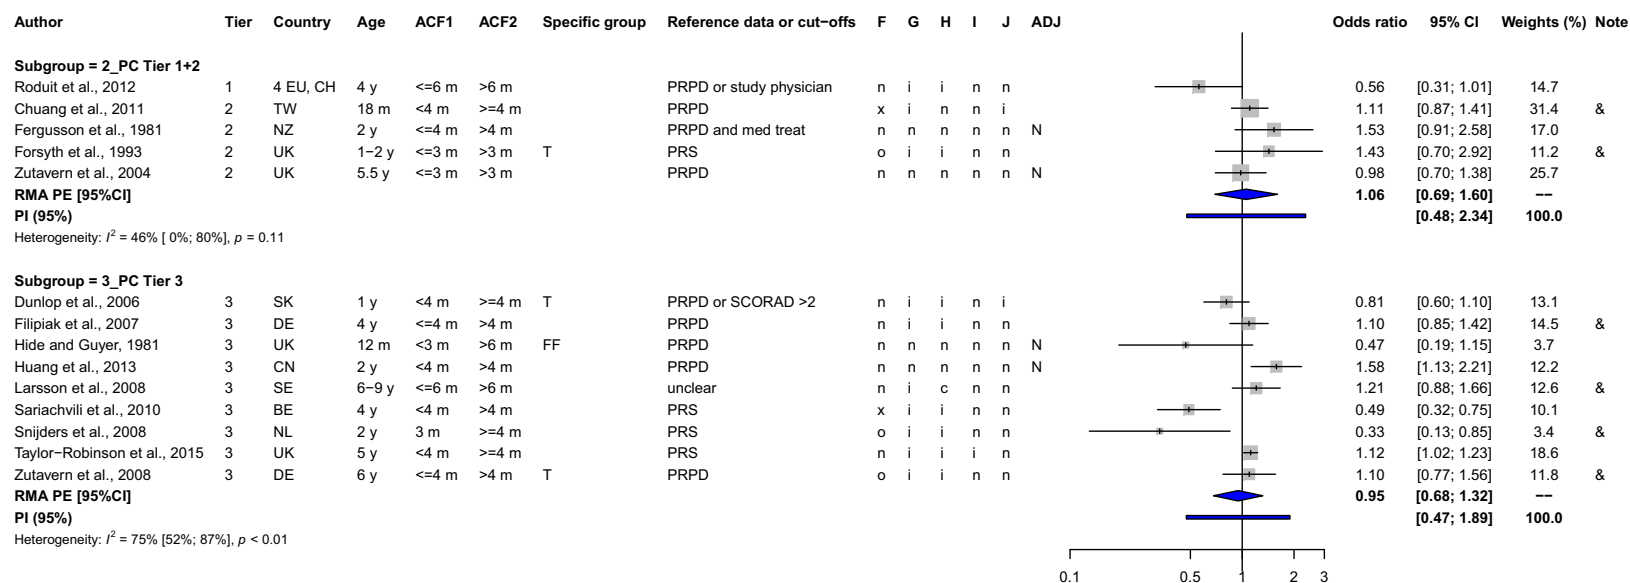 Author Tier Country Age ACF1 ACF2 Specific group Reference data or cut−offs F G H I J ADJ Odds ratio 95% CI Weights (%) Note
Subgroup = 2_PC Tier 1+2
Roduit et al., 2012 1 4 EU, CH 4 y <=6 m >6 m PRPD or study physician n i i n n 0.56 [0.31; 1.01] 14.7
Chuang et al., 2011 2 TW 18 m <4 m >=4 m PRPD x i n n i 1.11 [0.87; 1.41] 31.4 &
Fergusson et al., 1981 2 NZ 2 y <=4 m >4 m PRPD and med treat n n n n n N 1.53 [0.91; 2.58] 17.0
Forsyth et al., 1993 2 UK 1−2 y <=3 m >3 m T PRS o i i n n 1.43 [0.70; 2.92] 11.2 &
Zutavern et al., 2004 2 UK 5.5 y <=3 m >3 m PRPD n n n n n N 0.98 [0.70; 1.38] 25.7
RMA PE [95%CI] 1.06 [0.69; 1.60] −−
PI (95%) [0.48; 2.34] 100.0
Heterogeneity: I² = 46% [ 0%; 80%], p = 0.11
Subgroup = 3_PC Tier 3
Dunlop et al., 2006 3 SK 1 y <4 m >=4 m T PRPD or SCORAD >2 n i i n i 0.81 [0.60; 1.10] 13.1
Filipiak et al., 2007 3 DE 4 y <=4 m >4 m PRPD n i i n n 1.10 [0.85; 1.42] 14.5 &
Hide and Guyer, 1981 3 UK 12 m <3 m >6 m FF PRPD n n n n n N 0.47 [0.19; 1.15] 3.7
Huang et al., 2013 3 CN 2 y <4 m >4 m PRPD n n n n n N 1.58 [1.13; 2.21] 12.2
Larsson et al., 2008 3 SE 6−9 y <=6 m >6 m unclear n i c n n 1.21 [0.88; 1.66] 12.6 &
Sariachvili et al., 2010 3 BE 4 y <4 m >4 m PRS x i i n n 0.49 [0.32; 0.75] 10.1
Snijders et al., 2008 3 NL 2 y 3 m >=4 m PRS o i i n n 0.33 [0.13; 0.85] 3.4 &
Taylor−Robinson et al., 2015 3 UK 5 y <4 m >=4 m PRS n i i i n 1.12 [1.02; 1.23] 18.6
Zutavern et al., 2008 3 DE 6 y <=4 m >4 m T PRPD o i i n n 1.10 [0.77; 1.56] 11.8 &
RMA PE [95%CI] 0.95 [0.68; 1.32] −−
PI (95%) [0.47; 1.89] 100.0
Heterogeneity: I² = 75% [52%; 87%], p < 0.01
0.1 0.5 1 2 3